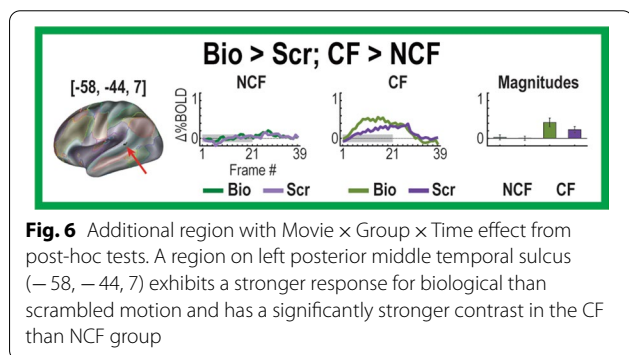 Bio > Scr; CF > NCF
[-58, -44, 7]
NCF
CF
Magnitudes
Δ%BOLD
1
1
1
0
0
0
1 21 39
1 21 39
NCF CF
Frame #
Bio Scr
Bio Scr
Fig. 6 Additional region with Movie × Group × Time effect from
post-hoc tests. A region on left posterior middle temporal sulcus
(− 58, − 44, 7) exhibits a stronger response for biological than
scrambled motion and has a significantly stronger contrast in the CF
than NCF group